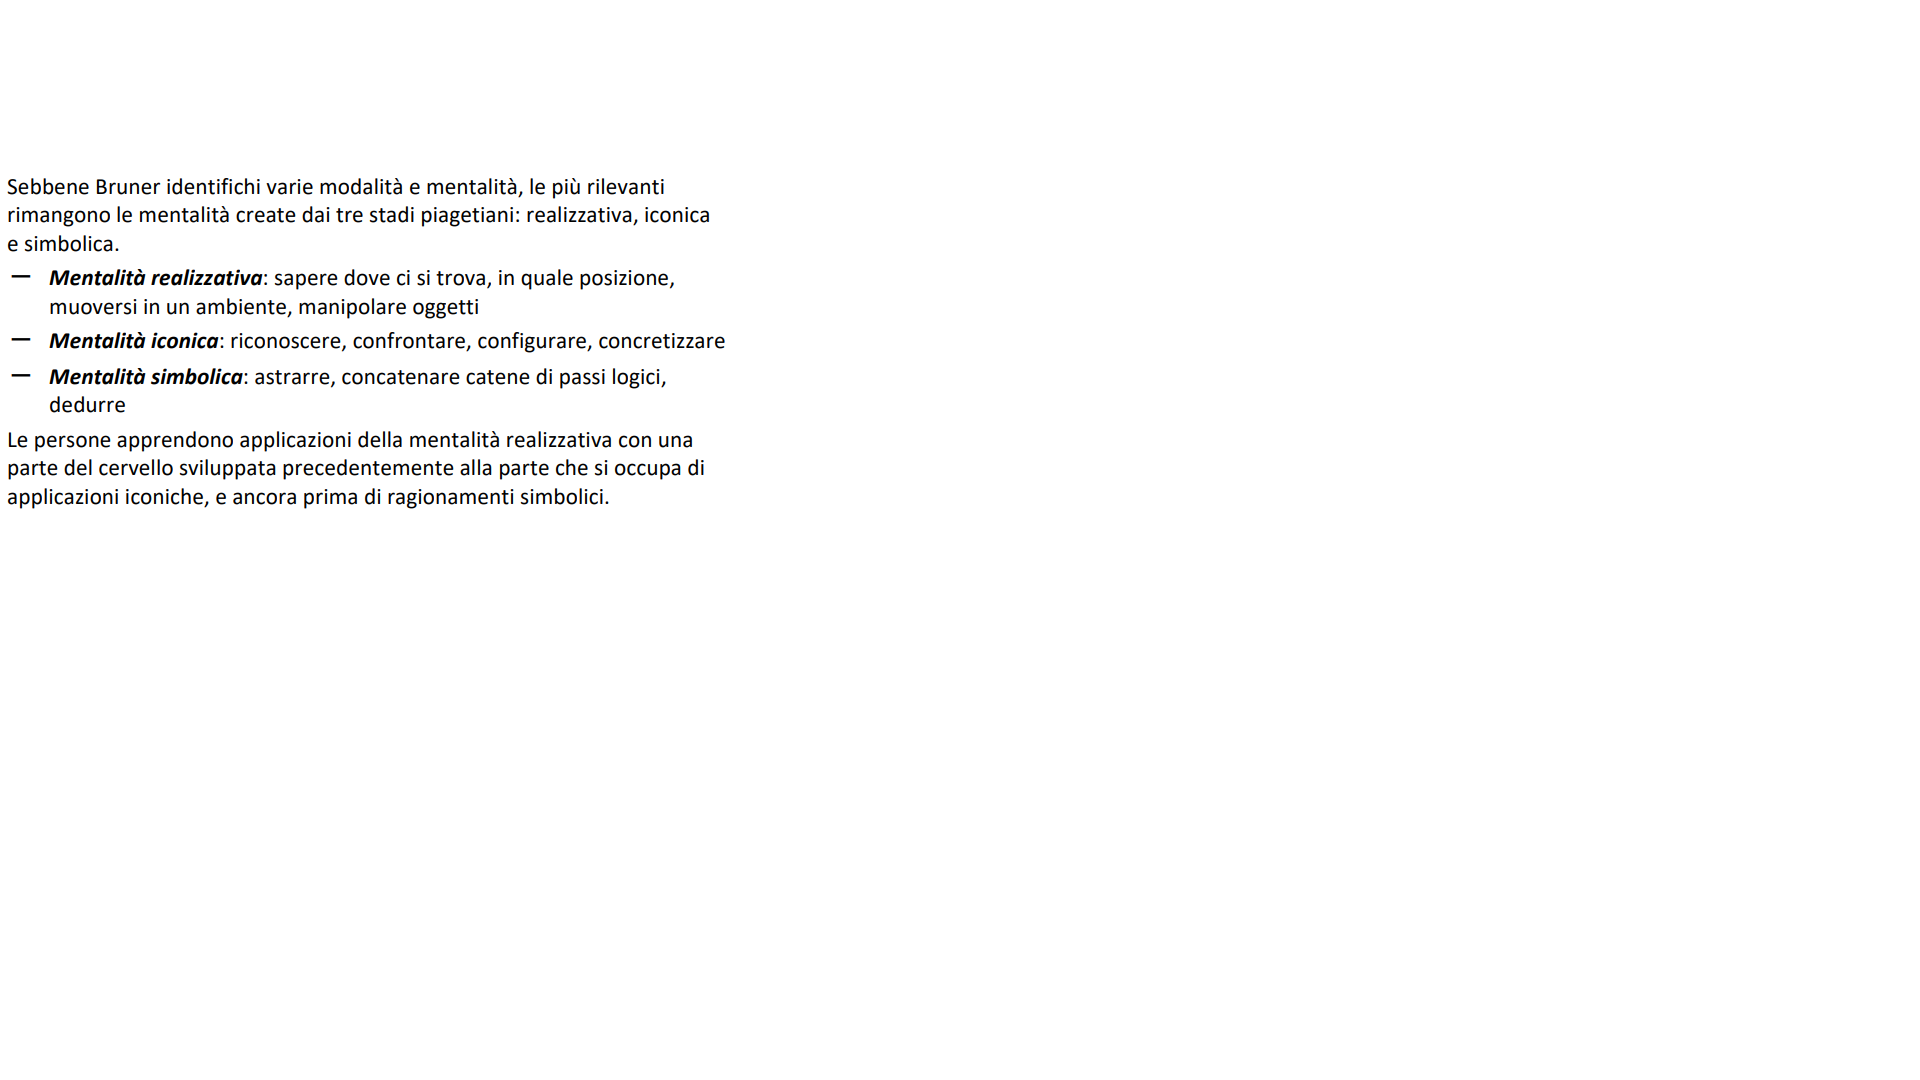 Sebbene Bruner identifichi varie modalità e mentalità, le più rilevanti
rimangono le mentalità create dai tre stadi piagetiani: realizzativa, iconica
e simbolica.
— Mentalità realizzativa: sapere dove ci si trova, in quale posizione,
muoversi in un ambiente, manipolare oggetti
— Mentalità iconica: riconoscere, confrontare, configurare, concretizzare
— Mentalità simbolica: astrarre, concatenare catene di passi logici,
dedurre
Le persone apprendono applicazioni della mentalità realizzativa con una
parte del cervello sviluppata precedentemente alla parte che si occupa di
applicazioni iconiche, e ancora prima di ragionamenti simbolici.